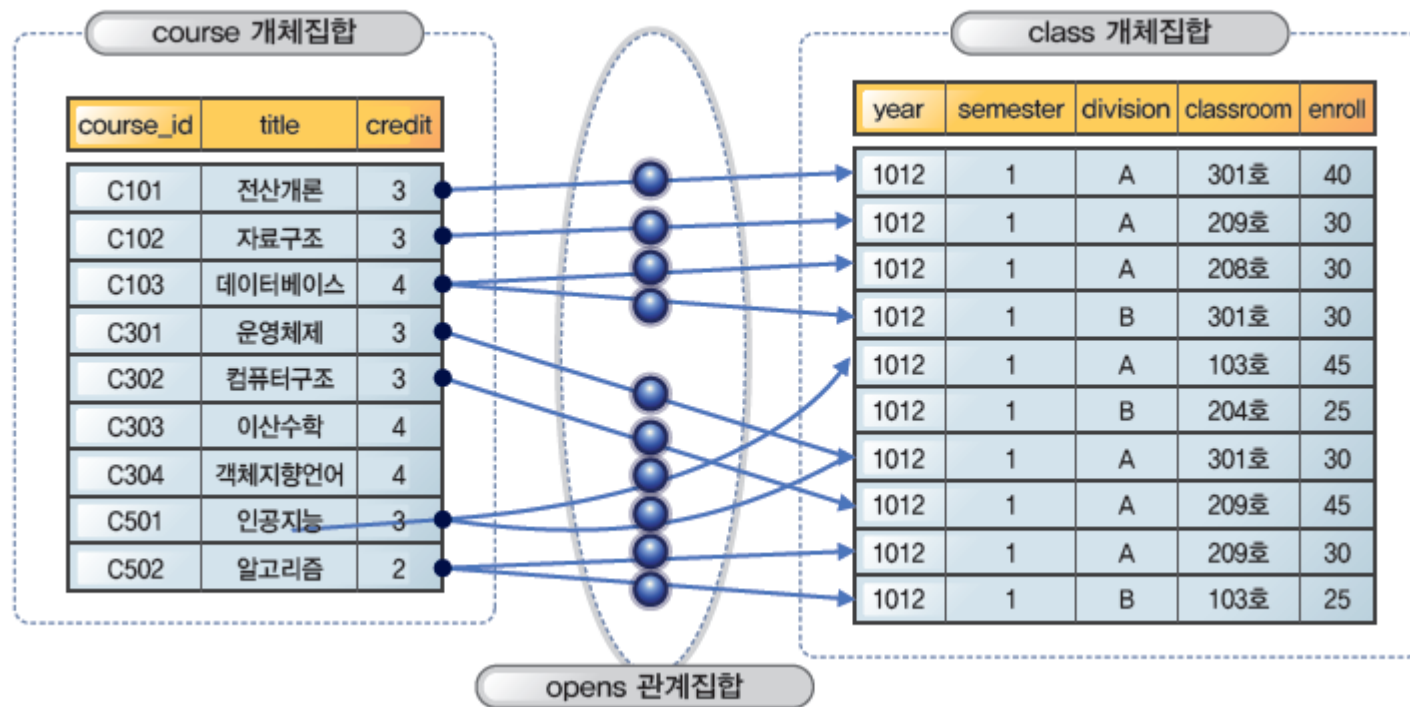 course 개체집합
class 개체집합
course_id title credit
C101 전산개론 3
C102 자료구조 3
C103 데이터베이스 4
C301 운영체제 3
C302 컴퓨터구조 3
C303 이산수학 4
C304 객체지향언어 4
C501 인공지능 3
C502 알고리즘 2
year semester division classroom enroll
1012 1 A 301호 40
1012 1 A 209호 30
1012 1 A 208호 30
1012 1 B 301호 30
1012 1 A 103호 45
1012 1 B 204호 25
1012 1 A 301호 30
1012 1 A 209호 45
1012 1 A 209호 30
1012 1 B 103호 25
opens 관계집합